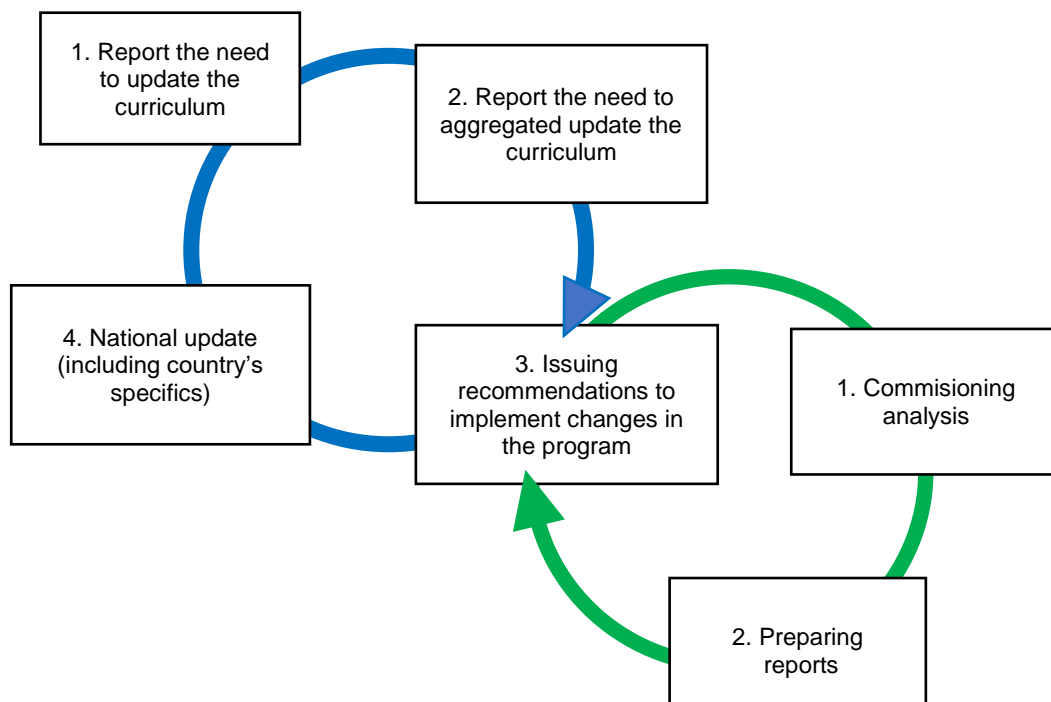 1. Report the need
to update the
curriculum
2. Report the need to
aggregated update the
curriculum
4. National update
(including country’s
specifics)
3. Issuing
recommendations to
implement changes in
the program
1. Commisioning
analysis
2. Preparing
reports